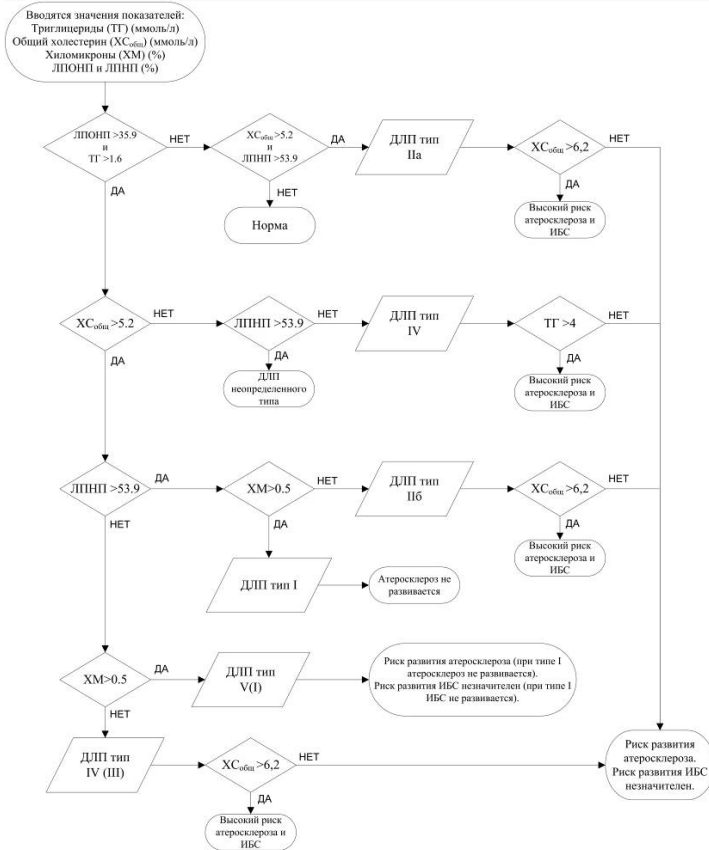 Вводятся значения показателей:
Триглицериды (ТГ) (ммоль/л)
Общий холестерин (ХСобщ) (ммоль/л)
Хиломикроны (ХМ) (%)
ЛПОНП и ЛПНП (%)
ЛПОНП >35.9
и
ТГ >1.6
НЕТ
ДА
ХСобщ >5.2
и
ЛПНП >53.9
ДА
НЕТ
Норма
ДЛП тип
IIа
ХСобщ >6,2
НЕТ
ДА
Высокий риск
атеросклероза и
ИБС
ХСобщ >5.2
НЕТ
ДА
ЛПНП >53.9
НЕТ
ДА
ДЛП
неопределенного
типа
ДЛП тип
IV
ТГ >4
НЕТ
ДА
Высокий риск
атеросклероза и
ИБС
ЛПНП >53.9
ДА
НЕТ
ХМ>0.5
НЕТ
ДА
ДЛП тип
IIб
ХСобщ >6,2
НЕТ
ДА
Высокий риск
атеросклероза и
ИБС
ДЛП тип I
Атеросклероз не
развивается
ХМ>0.5
ДА
НЕТ
ДЛП тип
V(I)
Риск развития атеросклероза (при типе I
атеросклероз не развивается).
Риск развития ИБС незначителен (при типе I
ИБС не развивается).
ДЛП тип
IV (III)
ХСобщ >6,2
НЕТ
ДА
Высокий риск
атеросклероза и
ИБС
Риск развития
атеросклероза.
Риск развития ИБС
незначителен.